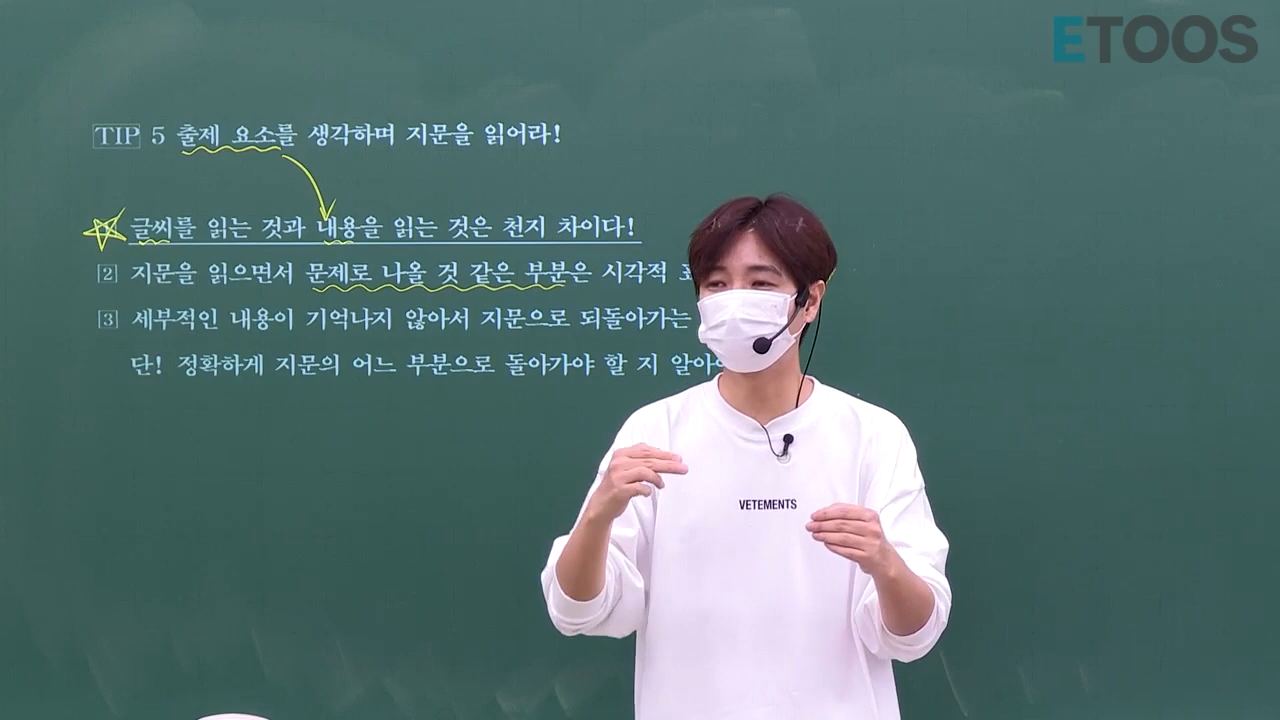 ETOOS
TIP 5 출제 요소를 생각하며 지문을 읽어라!
글씨를 읽는 것과 내용을 읽는 것은 천지 차이다!
2 지문을 읽으면서 문제로 나올 것 같은 부분은 시각적
3 세부적인 내용이 기억나지 않아서 지문으로 되돌아가는
단! 정확하게 지문의 어느 부분으로 돌아가야 할 지
VETEMENTS